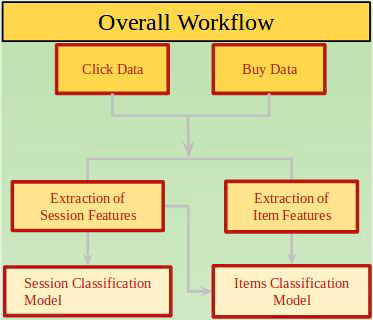 Overall Workflow
Click Data
Buy Data
Extraction of
Session Features
Extraction of
Item Features
Session Classification
Model
Items Classification
Model